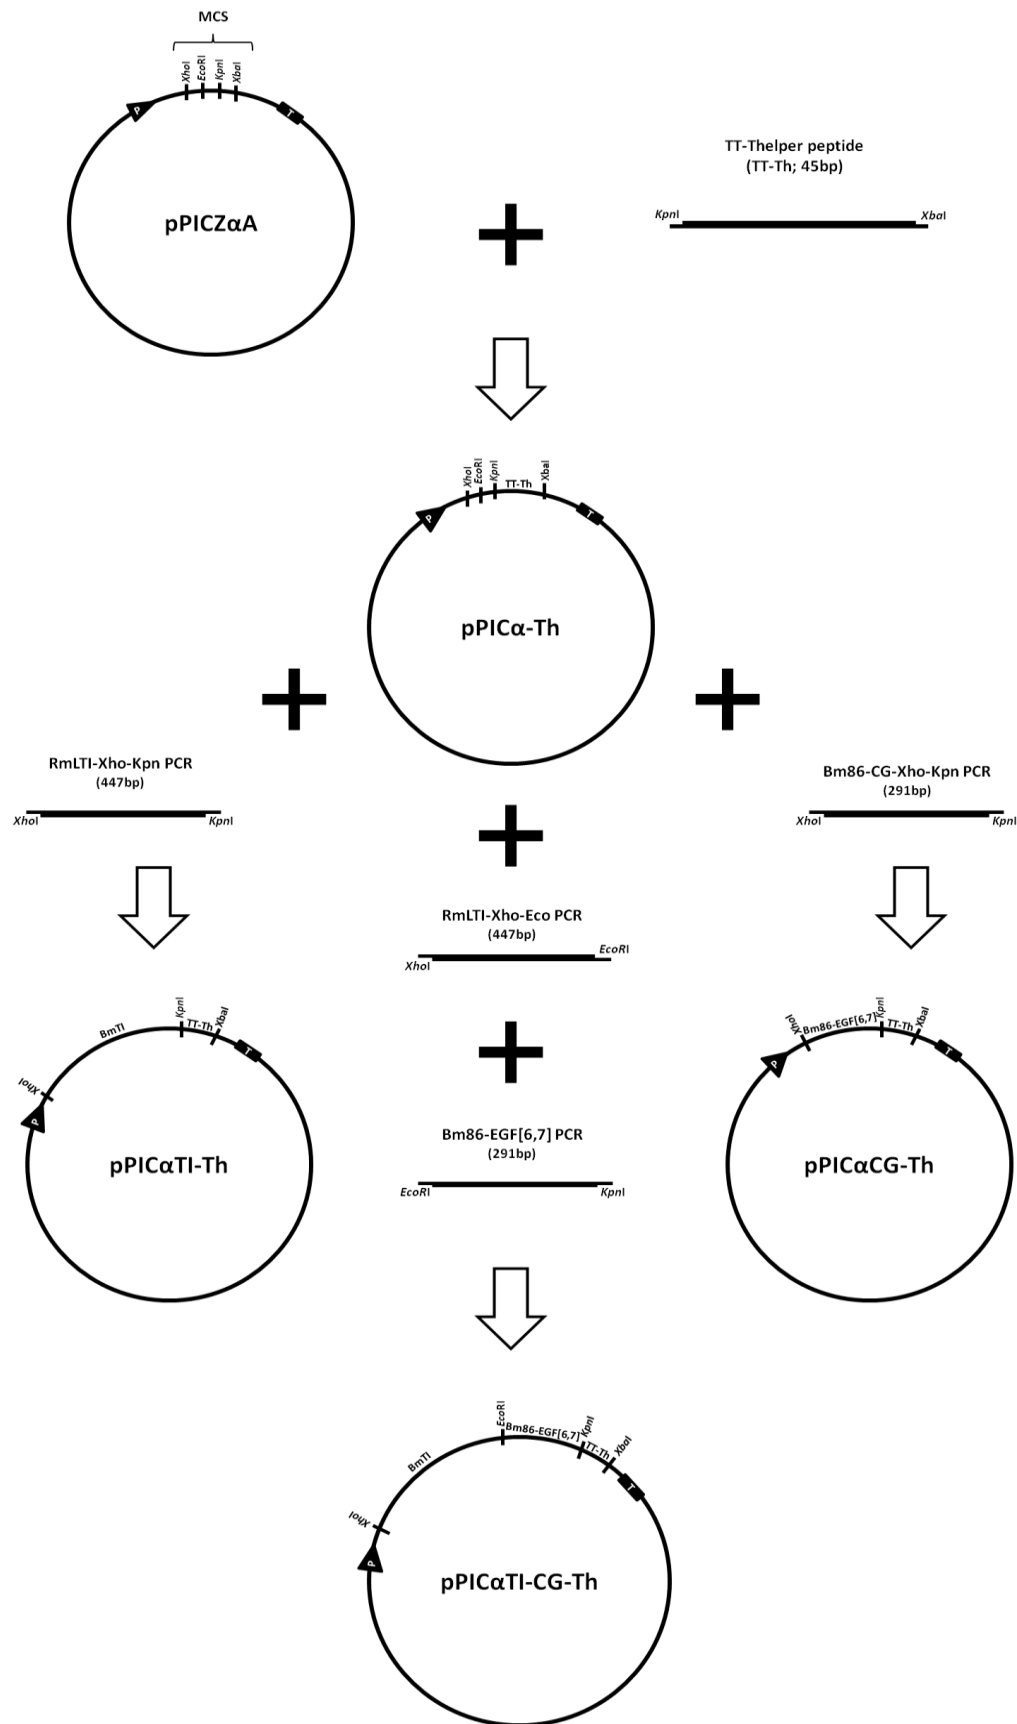 MCS
XhoI
EcoRI
KpnI
XbaI
P
T
pPICZαA
TT-Thelper peptide
(TT-Th; 45bp)
KpnI
XbaI
XhoI
EcoRI
KpnI
TT-Th
XbaI
P
T
pPICα-Th
RmLTI-Xho-Kpn PCR
(447bp)
XhoI
KpnI
Bm86-CG-Xho-Kpn PCR
(291bp)
XhoI
KpnI
RmLTI-Xho-Eco PCR
(447bp)
EcoRI
XhoI
XhoI
BmTI
KpnI
TT-Th
XbaI
P
T
pPICαTI-Th
XhoI
Bm86-EGF[6,7]
KpnI
TT-Th
XbaI
P
T
pPICαCG-Th
Bm86-EGF[6,7] PCR
(291bp)
EcoRI
KpnI
XhoI
BmTI
EcoRI
Bm86-EGF[6,7]
KpnI
TT-Th
XbaI
P
T
pPICαTI-CG-Th